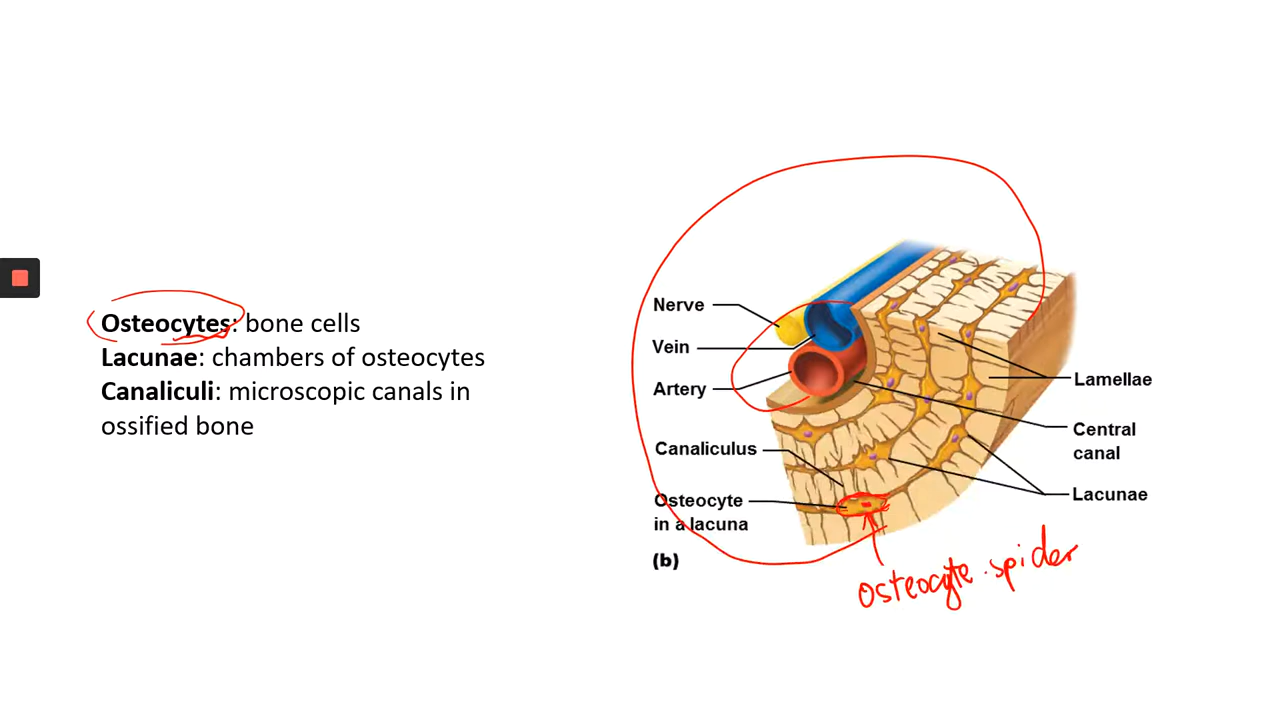 Osteocytes: bone cells
Lacunae: chambers of osteocytes
Canaliculi: microscopic canals in
ossified bone
Nerve
Vein
Artery
Canaliculus
Osteocyte
in a lacuna
(b)
Lamellae
Central
canal
Lacunae
osteocyte. spider